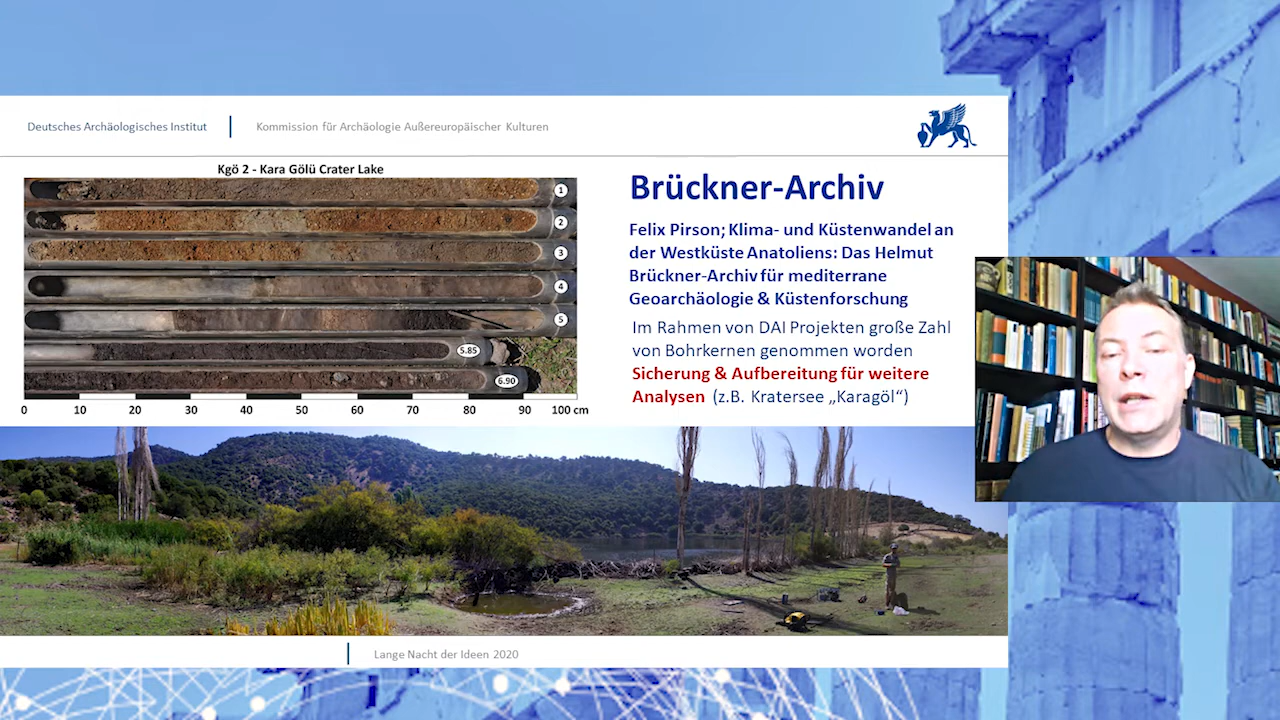 Deutsches Archäologisches Institut
Kommission für Archäologie Außereuropäischer Kulturen
Kgö 2 - Kara Gölü Crater Lake
1
2
3
4
5
5.85
6.90
0 10 20 30 40 50 60 70 80 90 100 cm
Brückner-Archiv
Felix Pirson; Klima- und Küstenwandel an
der Westküste Anatoliens: Das Helmut
Brückner-Archiv für mediterrane
Geoarchäologie & Küstenforschung
Im Rahmen von DAI Projekten große Zahl
von Bohrkernen genommen worden
Sicherung & Aufbereitung für weitere
Analysen (z.B. Kratersee „Karagöl“)
Lange Nacht der Ideen 2020